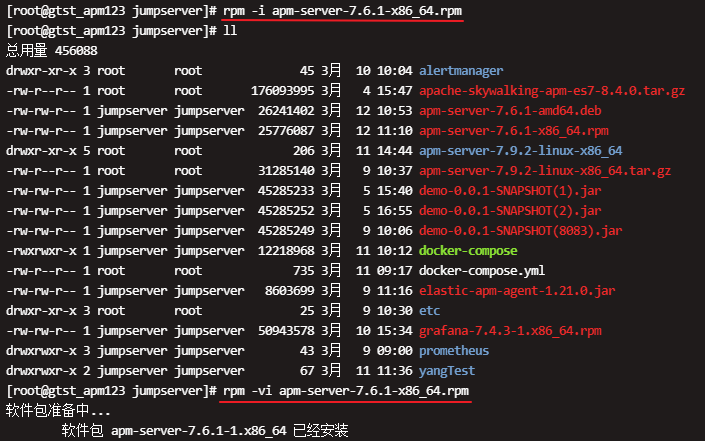 [root@gtst_apm123 jumpserver]# rpm -i apm-server-7.6.1-x86_64.rpm
[root@gtst_apm123 jumpserver]# ll
总用量 456088
drwxr-xr-x 3 root       root             45 3月  10 10:04 alertmanager
-rw-r--r-- 1 root       root      176093995 3月   4 15:47 apache-skywalking-apm-es7-8.4.0.tar.gz
-rw-rw-r-- 1 jumpserver jumpserver  26241402 3月  12 10:53 apm-server-7.6.1-amd64.deb
-rw-rw-r-- 1 jumpserver jumpserver  25776087 3月  12 11:10 apm-server-7.6.1-x86_64.rpm
drwxr-xr-x 5 root       root            206 3月  11 14:44 apm-server-7.9.2-linux-x86_64
-rw-r--r-- 1 root       root       31285140 3月   9 10:37 apm-server-7.9.2-linux-x86_64.tar.gz
-rw-rw-r-- 1 jumpserver jumpserver  45285233 3月   5 15:40 demo-0.0.1-SNAPSHOT(1).jar
-rw-rw-r-- 1 jumpserver jumpserver  45285252 3月   5 16:55 demo-0.0.1-SNAPSHOT(2).jar
-rw-rw-r-- 1 jumpserver jumpserver  45285249 3月   9 10:06 demo-0.0.1-SNAPSHOT(8083).jar
-rwxrwxr-x 1 jumpserver jumpserver  12218968 3月  11 10:12 docker-compose
-rw-r--r-- 1 root       root            735 3月  11 09:17 docker-compose.yml
-rw-rw-r-- 1 jumpserver jumpserver   8603699 3月   9 11:16 elastic-apm-agent-1.21.0.jar
drwxr-xr-x 3 root       root             25 3月   9 10:30 etc
-rw-rw-r-- 1 jumpserver jumpserver  50943578 3月  10 15:34 grafana-7.4.3-1.x86_64.rpm
drwxrwxr-x 3 jumpserver jumpserver        43 3月   9 09:00 prometheus
drwxrwxr-x 2 jumpserver jumpserver        67 3月  11 11:36 yangTest
[root@gtst_apm123 jumpserver]# rpm -vi apm-server-7.6.1-x86_64.rpm
软件包准备中...
软件包 apm-server-7.6.1-1.x86_64 已经安装